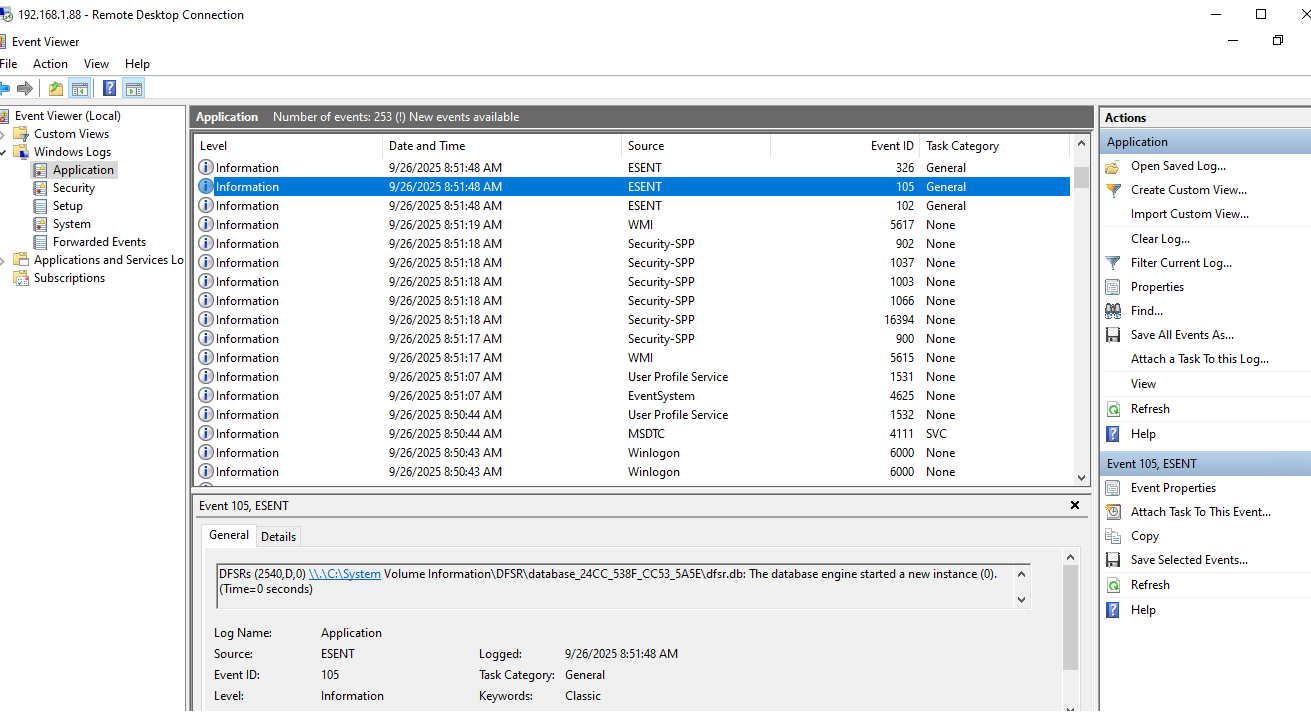 192.168.1.88 - Remote Desktop Connection
Event Viewer
File Action View Help
Event Viewer (Local)
Custom Views
Windows Logs
Application
Security
Setup
System
Forwarded Events
Applications and Services Lo
Subscriptions
Application Number of events: 253 (!) New events available
Level Date and Time Source Event ID Task Category
Information 9/26/2025 8:51:48 AM ESENT 326 General
Information 9/26/2025 8:51:48 AM ESENT 105 General
Information 9/26/2025 8:51:48 AM ESENT 102 General
Information 9/26/2025 8:51:19 AM WMI 5617 None
Information 9/26/2025 8:51:18 AM Security-SPP 902 None
Information 9/26/2025 8:51:18 AM Security-SPP 1037 None
Information 9/26/2025 8:51:18 AM Security-SPP 1003 None
Information 9/26/2025 8:51:18 AM Security-SPP 1066 None
Information 9/26/2025 8:51:18 AM Security-SPP 16394 None
Information 9/26/2025 8:51:17 AM Security-SPP 900 None
Information 9/26/2025 8:51:17 AM WMI 5615 None
Information 9/26/2025 8:51:07 AM User Profile Service 1531 None
Information 9/26/2025 8:51:07 AM EventSystem 4625 None
Information 9/26/2025 8:50:44 AM User Profile Service 1532 None
Information 9/26/2025 8:50:44 AM MSDTC 4111 SVC
Information 9/26/2025 8:50:43 AM Winlogon 6000 None
Information 9/26/2025 8:50:43 AM Winlogon 6000 None
Event 105, ESENT
General Details
DFSRs (2540,D,0) \\.\C:\System Volume Information\DFSR\database_24CC_538F_CC53_5A5E\dfsr.db: The database engine started a new instance (0).
(Time=0 seconds)
Log Name: Application
Source: ESENT Logged: 9/26/2025 8:51:48 AM
Event ID: 105 Task Category: General
Level: Information Keywords: Classic
Actions
Application
Open Saved Log...
Create Custom View...
Import Custom View...
Clear Log...
Filter Current Log...
Properties
Find...
Save All Events As...
Attach a Task To this Log...
View
Refresh
Help
Event 105, ESENT
Event Properties
Attach Task To This Event...
Copy
Save Selected Events...
Refresh
Help